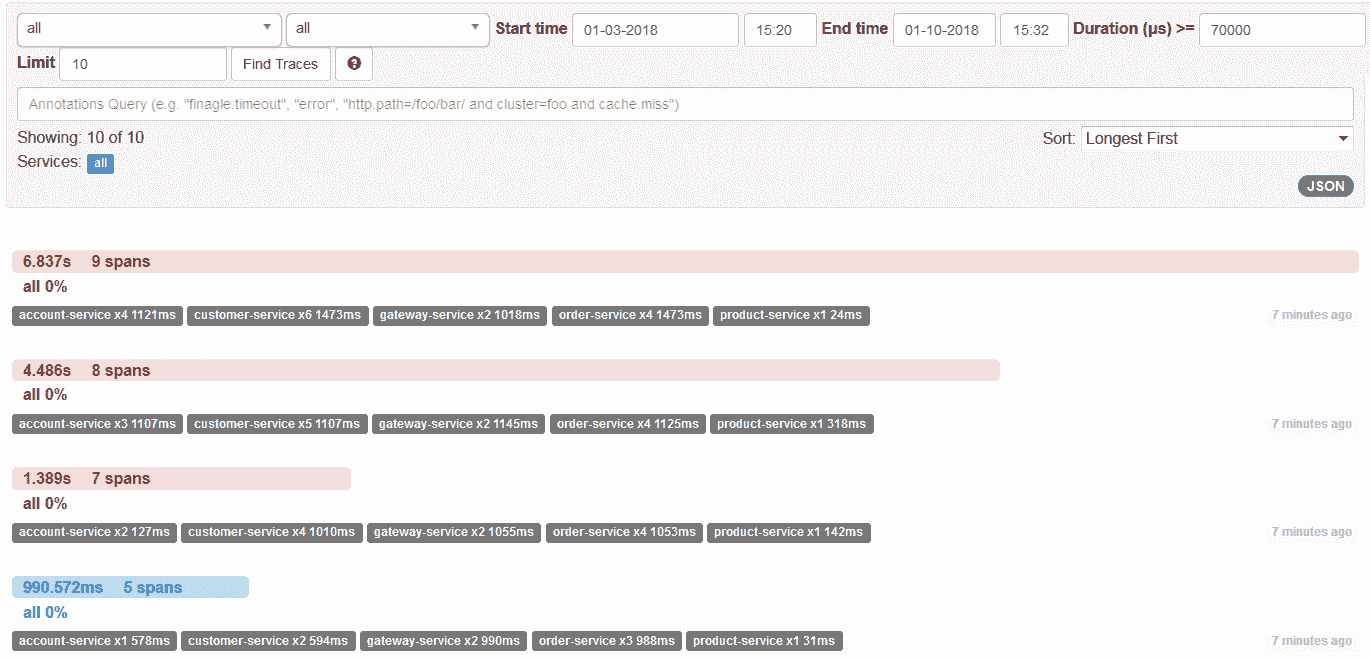 all all Start time 01-03-2018 15:20 End time 01-10-2018 15:32 Duration (µs) >= 70000
Limit 10 Find Traces ?
Annotations Query (e.g. "finagle.timeout", "error", "http.path=/foo/bar/ and cluster=foo and cache.miss")
Showing: 10 of 10 Sort: Longest First
Services: all
JSON
6.837s 9 spans
all 0%
account-service x4 1121ms customer-service x6 1473ms gateway-service x2 1018ms order-service x4 1473ms product-service x1 24ms 7 minutes ago
4.486s 8 spans
all 0%
account-service x3 1107ms customer-service x5 1107ms gateway-service x2 1145ms order-service x4 1125ms product-service x1 318ms 7 minutes ago
1.389s 7 spans
all 0%
account-service x2 127ms customer-service x4 1010ms gateway-service x2 1055ms order-service x4 1053ms product-service x1 142ms 7 minutes ago
990.572ms 5 spans
all 0%
account-service x1 578ms customer-service x2 594ms gateway-service x2 990ms order-service x3 988ms product-service x1 31ms 7 minutes ago